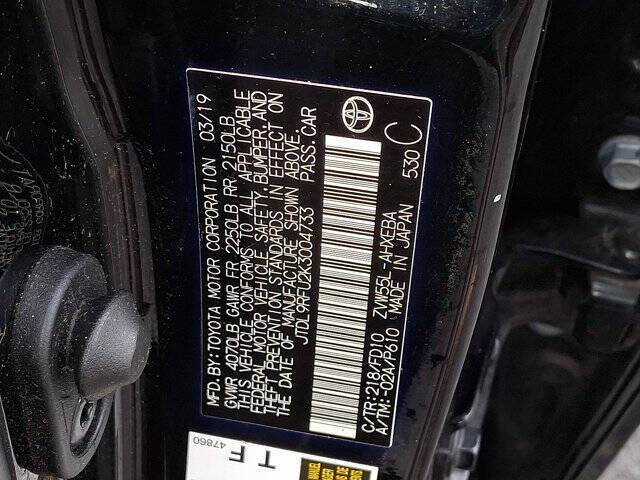 MFD.BY: TOYOTA MOTOR CORPORATION 03/19
GVWR 4070LB GAWR FR 2250LB RR 2150LB
THIS VEHICLE CONFORMS TO ALL APPLICABLE
FEDERAL MOTOR VEHICLE SAFETY, BUMPER, AND
THEFT PREVENTION STANDARDS IN EFFECT ON
THE DATE OF MANUFACTURE SHOWN ABOVE.
JTDL9RFU2K3004733 PASS.CAR
C/TR:218/FD10 ZVW55L-AHXEBA
A/TM:-02A/P610 MADE IN JAPAN 530 C
47860
T F
MANUEL